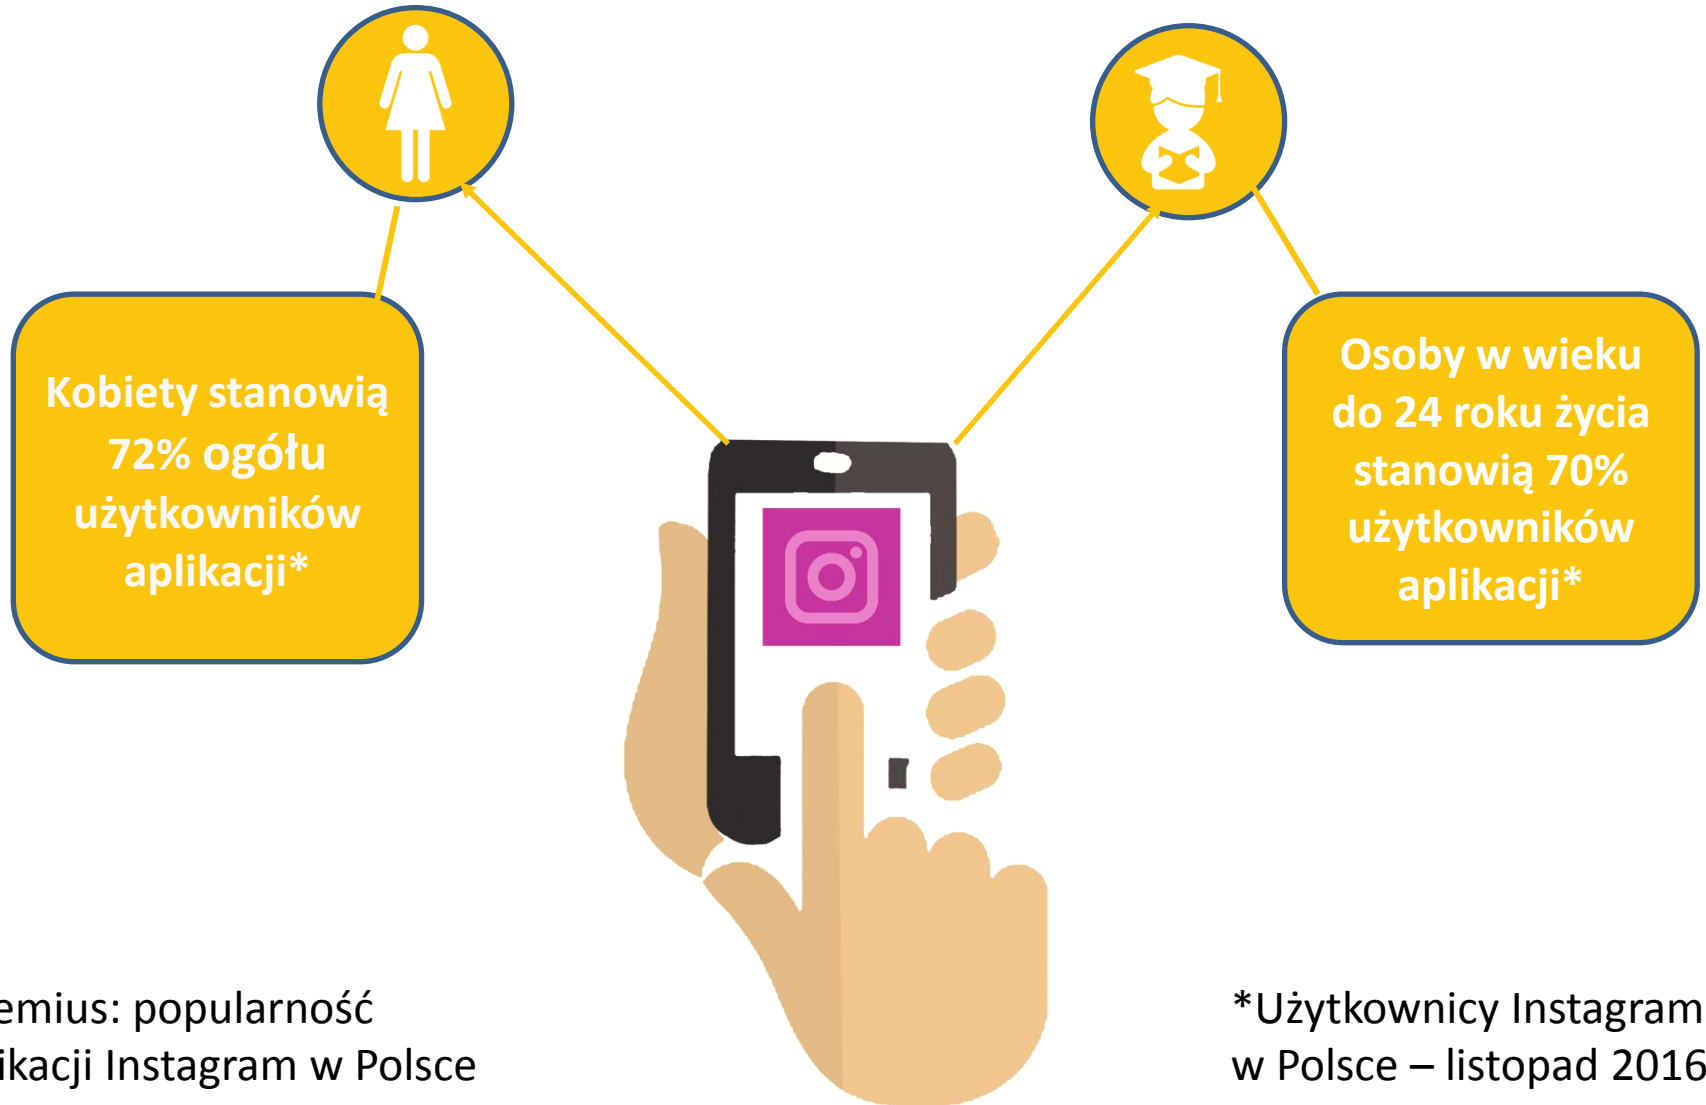 Kobiety stanowią
72% ogółu
użytkowników
aplikacji*
Osoby w wieku
do 24 roku życia
stanowią 70%
użytkowników
aplikacji*
emius: popularność
ikacji Instagram w Polsce
*Użytkownicy Instagram
w Polsce – listopad 2016